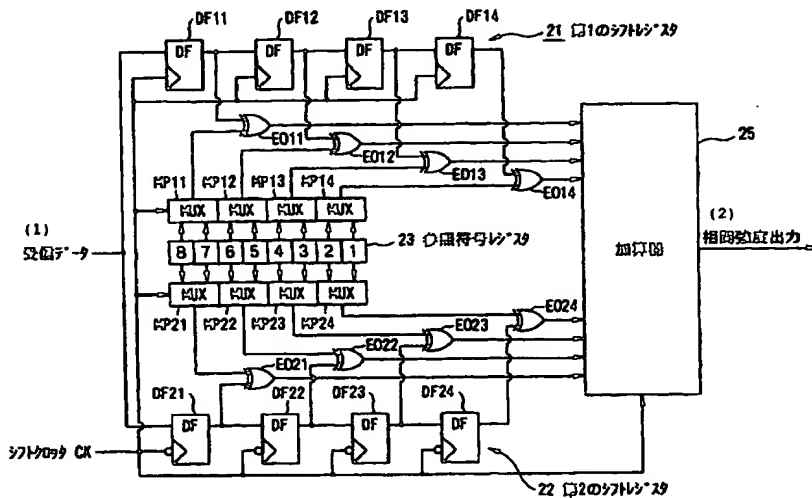 DF11 DF12 DF13 DF14
DF DF DF DF
21 第1のシフトレジスタ
25
EO11
EO12
EO13
EO14
MP11 MP12 MP13 MP14
MUX MUX MUX MUX
(1)
受信データ
8 7 6 5 4 3 2 1
23 参照符号レジスタ
加算器
(2)
相関強度出力
MUX MUX MUX MUX
MP21 MP22 MP23 MP24
EO24
EO23
EO22
EO21
DF21 DF22 DF23 DF24
DF DF DF DF
シフトクロック CK
22 第2のシフトレジスタ